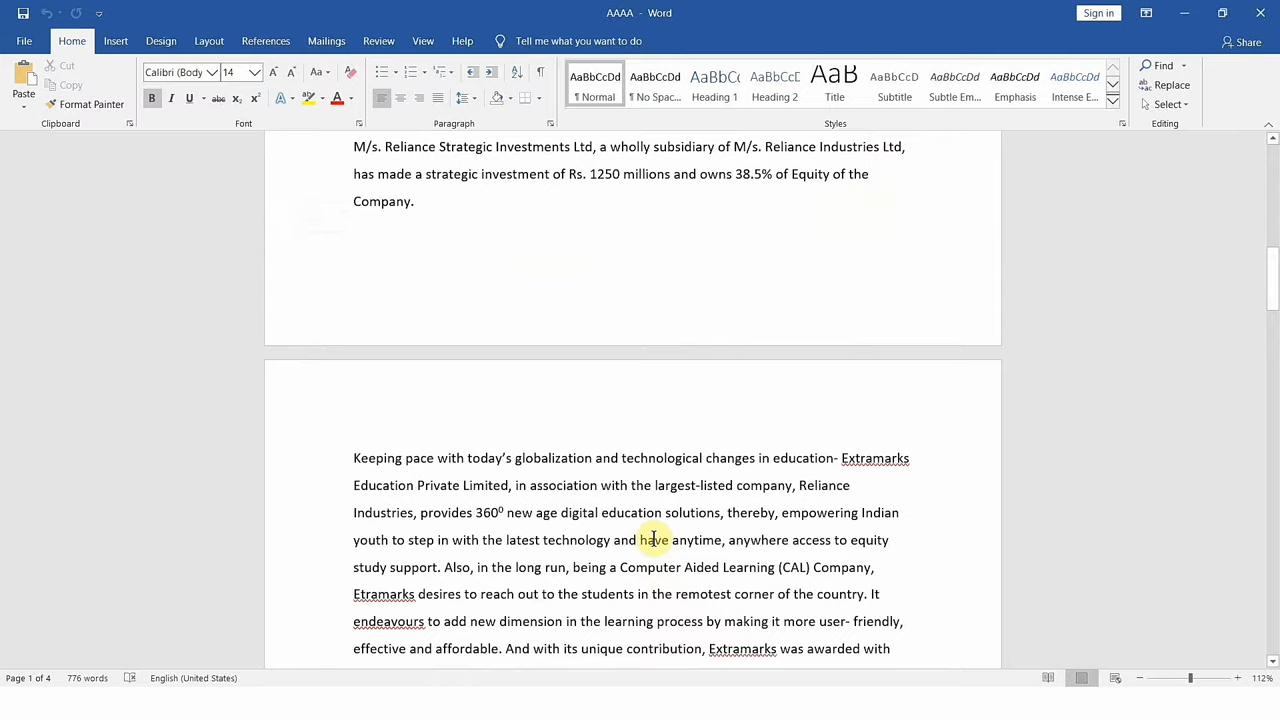 AAAA - Word
Sign in
File Home Insert Design Layout References Mailings Review View Help Tell me what you want to do Share
Paste Cut Copy Format Painter
Calibri (Body 14 Aa
B I U abc x₂ x² A A
AaBbCcDd AaBbCcDd AaBbCc AaBbCcE AaB AaBbCcD AaBbCcDd AaBbCcDd AaBbCcDd
¶ Normal ¶ No Spac... Heading 1 Heading 2 Title Subtitle Subtle Em... Emphasis Intense E...
Find Replace Select
Clipboard Font Paragraph Styles Editing
M/s. Reliance Strategic Investments Ltd, a wholly subsidiary of M/s. Reliance Industries Ltd,
has made a strategic investment of Rs. 1250 millions and owns 38.5% of Equity of the
Company.
Keeping pace with today's globalization and technological changes in education- Extramarks
Education Private Limited, in association with the largest-listed company, Reliance
Industries, provides 360⁰ new age digital education solutions, thereby, empowering Indian
youth to step in with the latest technology and have anytime, anywhere access to equity
study support. Also, in the long run, being a Computer Aided Learning (CAL) Company,
Etramarks desires to reach out to the students in the remotest corner of the country. It
endeavours to add new dimension in the learning process by making it more user- friendly,
effective and affordable. And with its unique contribution, Extramarks was awarded with
Page 1 of 4 776 words English (United States) 112%